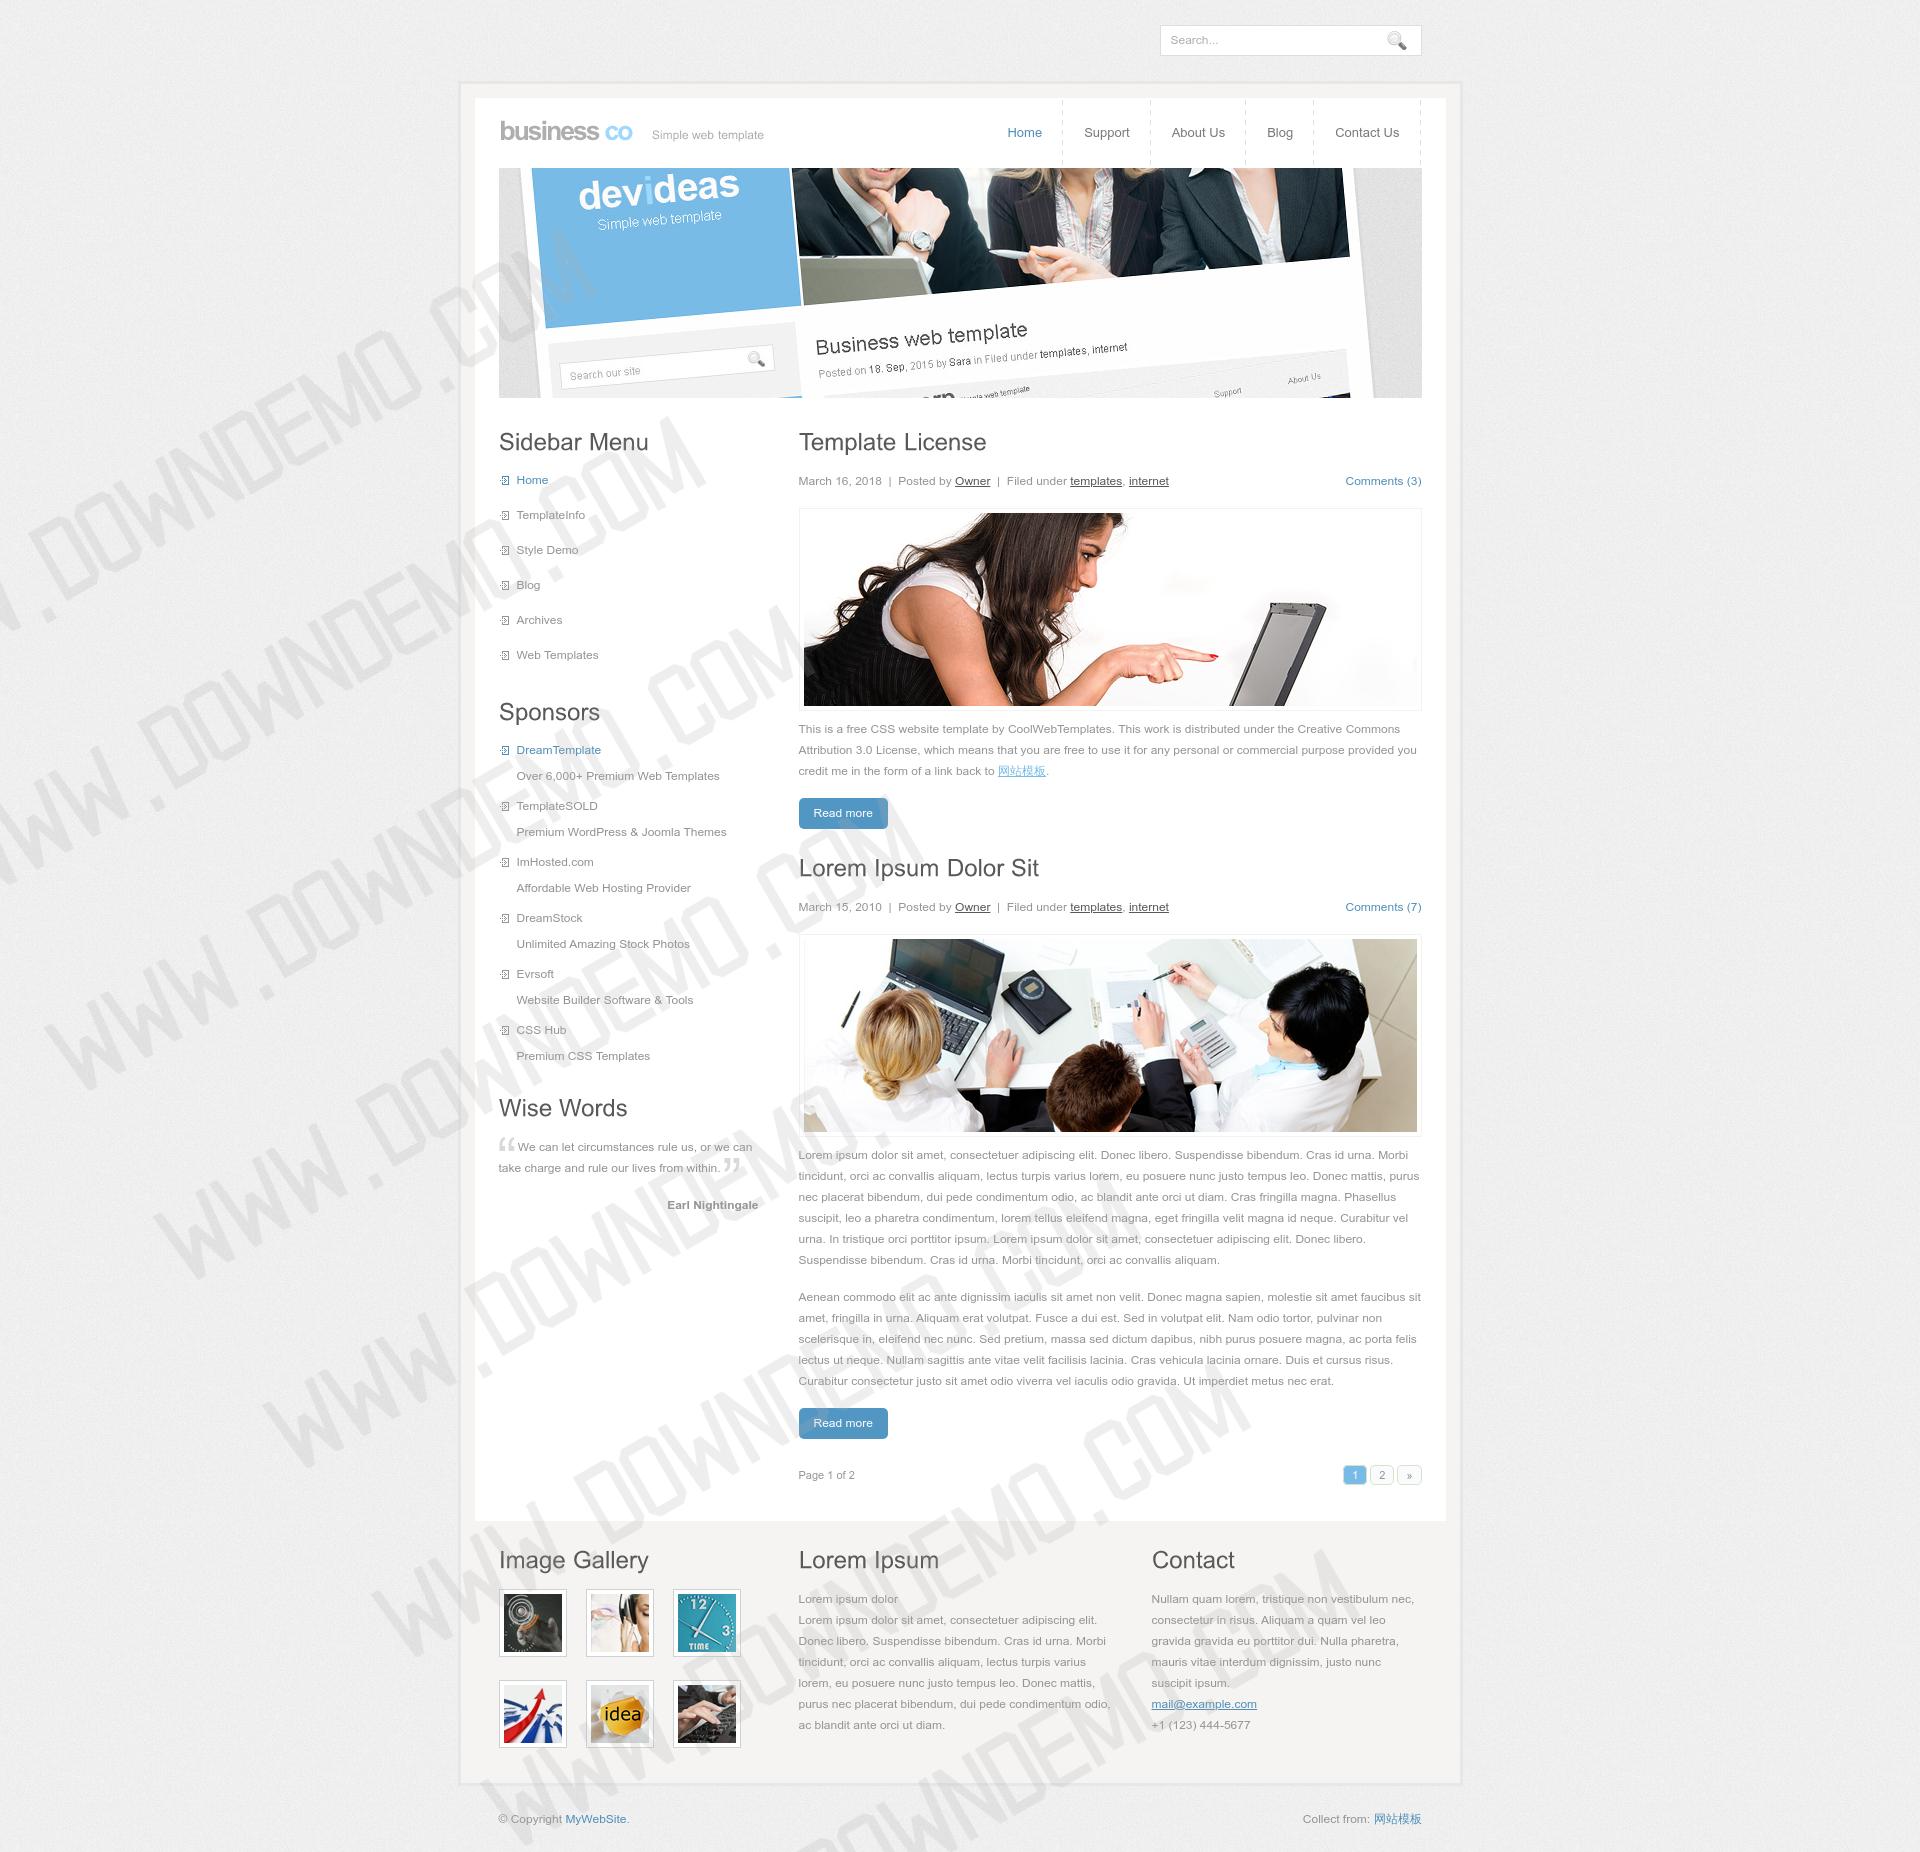 Search...
business co
Simple web template
Home
Support
About Us
Blog
Contact Us
devideas
Simple web template
Search our site
Business web template
Posted on 18. Sep, 2015 by Sara in Filed under templates, internet
Support
About Us
Sidebar Menu
Home
TemplateInfo
Style Demo
Blog
Archives
Web Templates
Sponsors
DreamTemplate
Over 6,000+ Premium Web Templates
TemplateSOLD
Premium WordPress & Joomla Themes
ImHosted.com
Affordable Web Hosting Provider
DreamStock
Unlimited Amazing Stock Photos
Evrsoft
Website Builder Software & Tools
CSS Hub
Premium CSS Templates
Wise Words
“ We can let circumstances rule us, or we can
take charge and rule our lives from within. ”
Earl Nightingale
Template License
March 16, 2018 | Posted by Owner | Filed under templates, internet
Comments (3)
This is a free CSS website template by CoolWebTemplates. This work is distributed under the Creative Commons
Attribution 3.0 License, which means that you are free to use it for any personal or commercial purpose provided you
credit me in the form of a link back to 网站模板.
Read more
Lorem Ipsum Dolor Sit
March 15, 2010 | Posted by Owner | Filed under templates, internet
Comments (7)
Lorem ipsum dolor sit amet, consectetuer adipiscing elit. Donec libero. Suspendisse bibendum. Cras id urna. Morbi
tincidunt, orci ac convallis aliquam, lectus turpis varius lorem, eu posuere nunc justo tempus leo. Donec mattis, purus
nec placerat bibendum, dui pede condimentum odio, ac blandit ante orci ut diam. Cras fringilla magna. Phasellus
suscipit, leo a pharetra condimentum, lorem tellus eleifend magna, eget fringilla velit magna id neque. Curabitur vel
urna. In tristique orci porttitor ipsum. Lorem ipsum dolor sit amet, consectetuer adipiscing elit. Donec libero.
Suspendisse bibendum. Cras id urna. Morbi tincidunt, orci ac convallis aliquam.
Aenean commodo elit ac ante dignissim iaculis sit amet non velit. Donec magna sapien, molestie sit amet faucibus sit
amet, fringilla in urna. Aliquam erat volutpat. Fusce a dui est. Sed in volutpat elit. Nam odio tortor, pulvinar non
scelerisque in, eleifend nec nunc. Sed pretium, massa sed dictum dapibus, nibh purus posuere magna, ac porta felis
lectus ut neque. Nullam sagittis ante vitae velit facilisis lacinia. Cras vehicula lacinia ornare. Duis et cursus risus.
Curabitur consectetur justo sit amet odio viverra vel iaculis odio gravida. Ut imperdiet metus nec erat.
Read more
Page 1 of 2
1 2 »
Image Gallery
12
3
TIME
idea
Lorem Ipsum
Lorem ipsum dolor
Lorem ipsum dolor sit amet, consectetuer adipiscing elit.
Donec libero. Suspendisse bibendum. Cras id urna. Morbi
tincidunt, orci ac convallis aliquam, lectus turpis varius
lorem, eu posuere nunc justo tempus leo. Donec mattis,
purus nec placerat bibendum, dui pede condimentum odio,
ac blandit ante orci ut diam.
Contact
Nullam quam lorem, tristique non vestibulum nec,
consectetur in risus. Aliquam a quam vel leo
gravida gravida eu porttitor dui. Nulla pharetra,
mauris vitae interdum dignissim, justo nunc
suscipit ipsum.
mail@example.com
+1 (123) 444-5677
© Copyright MyWebSite.
Collect from: 网站模板
WWW.DOWNDEMO.COM
WWW.DOWNDEMO.COM
WWW.DOWNDEMO.COM
WWW.DOWNDEMO.COM
WWW.DOWNDEMO.COM
WWW.DOWNDEMO.COM
WWW.DOWNDEMO.COM
DOWNDEMO.COM